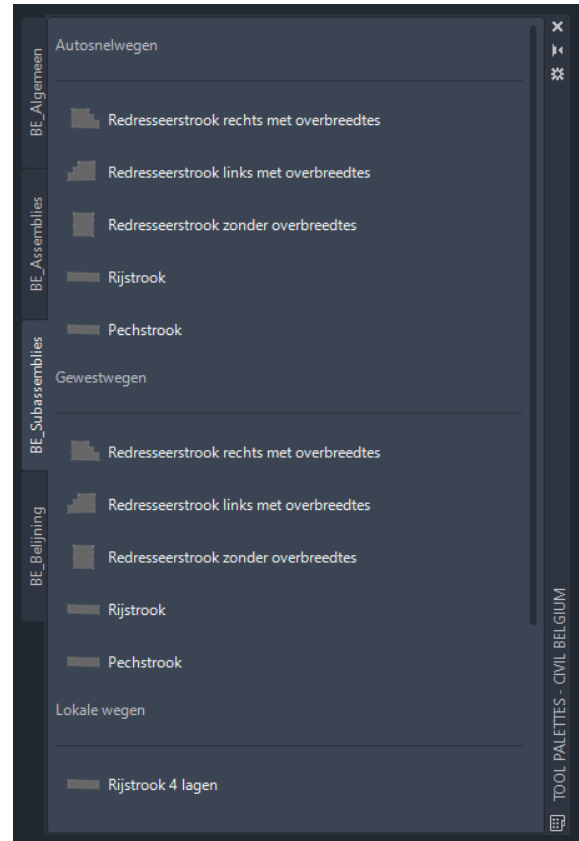 Autosnelwegen
Redresseerstrook rechts met overbreedtes
Redresseerstrook links met overbreedtes
Redresseerstrook zonder overbreedtes
Rijstrook
Pechstrook
Gewestwegen
Redresseerstrook rechts met overbreedtes
Redresseerstrook links met overbreedtes
Redresseerstrook zonder overbreedtes
Rijstrook
Pechstrook
Lokale wegen
Rijstrook 4 lagen
BE_Algemeen
BE_Assemblies
BE_Subassemblies
BE_Belijning
TOOL PALETTES - CIVIL BELGIUM